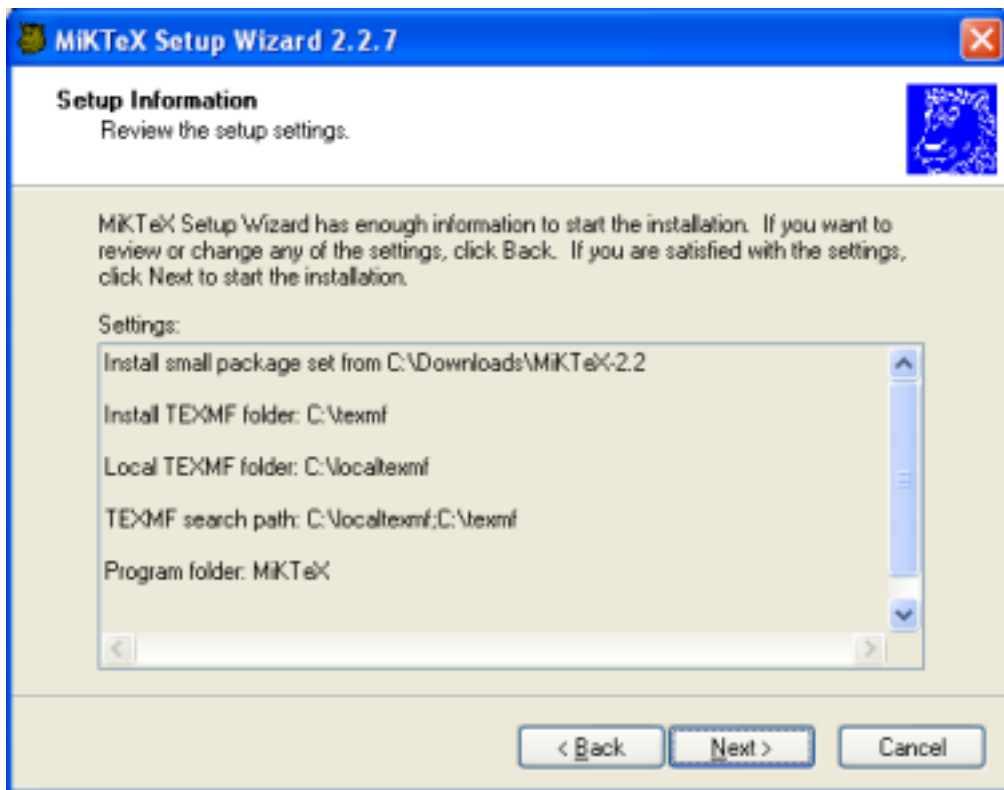 MiKTeX Setup Wizard 2.2.7
Setup Information
Review the setup settings.
MiKTeX Setup Wizard has enough information to start the installation. If you want to
review or change any of the settings, click Back. If you are satisfied with the settings,
click Next to start the installation.
Settings:
Install small package set from C:\Downloads\MiKTeX-2.2
Install TEXMF folder: C:\texmf
Local TEXMF folder: C:\localtexmf
TEXMF search path: C:\localtexmf;C:\texmf
Program folder: MiKTeX
< Back
Next >
Cancel